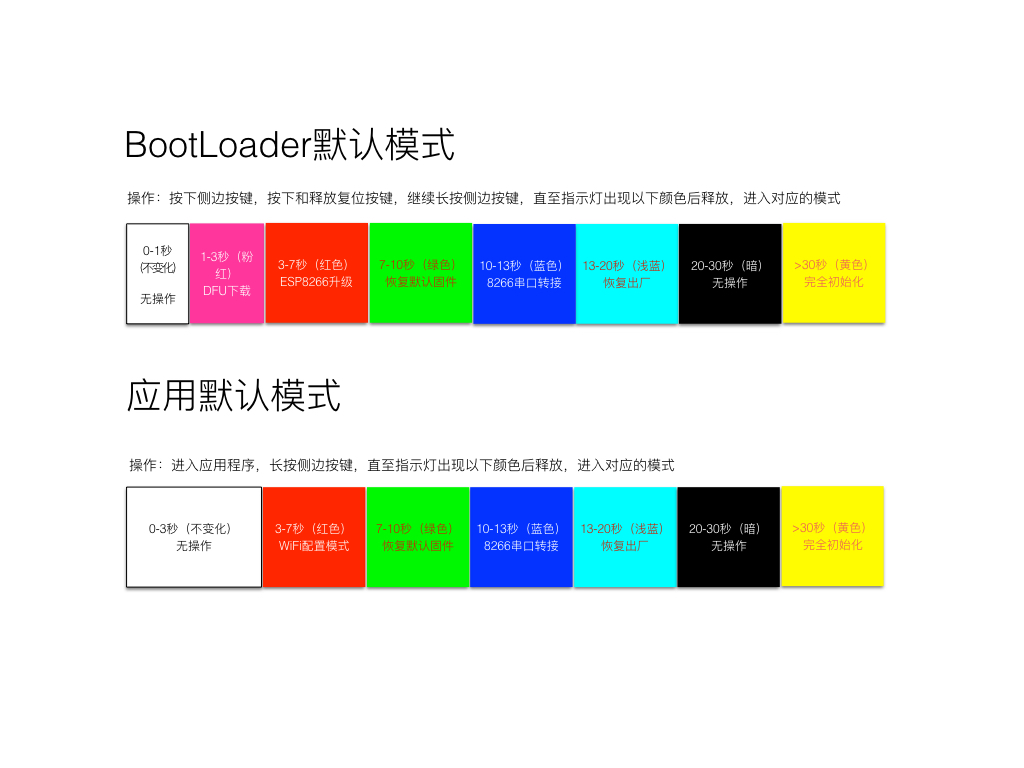 BootLoader默认模式
操作：按下侧边按键，按下和释放复位按键，继续长按侧边按键，直至指示灯出现以下颜色后释放，进入对应的模式
0-1秒
(不变化)
无操作
1-3秒（粉
红）
DFU下载
3-7秒（红色）
ESP8266升级
7-10秒（绿色）
恢复默认固件
10-13秒（蓝色）
8266串口转接
13-20秒（浅蓝）
恢复出厂
20-30秒（暗）
无操作
>30秒（黄色）
完全初始化
应用默认模式
操作：进入应用程序，长按侧边按键，直至指示灯出现以下颜色后释放，进入对应的模式
0-3秒（不变化）
无操作
3-7秒（红色）
WiFi配置模式
7-10秒（绿色）
恢复默认固件
10-13秒（蓝色）
8266串口转接
13-20秒（浅蓝）
恢复出厂
20-30秒（暗）
无操作
>30秒（黄色）
完全初始化